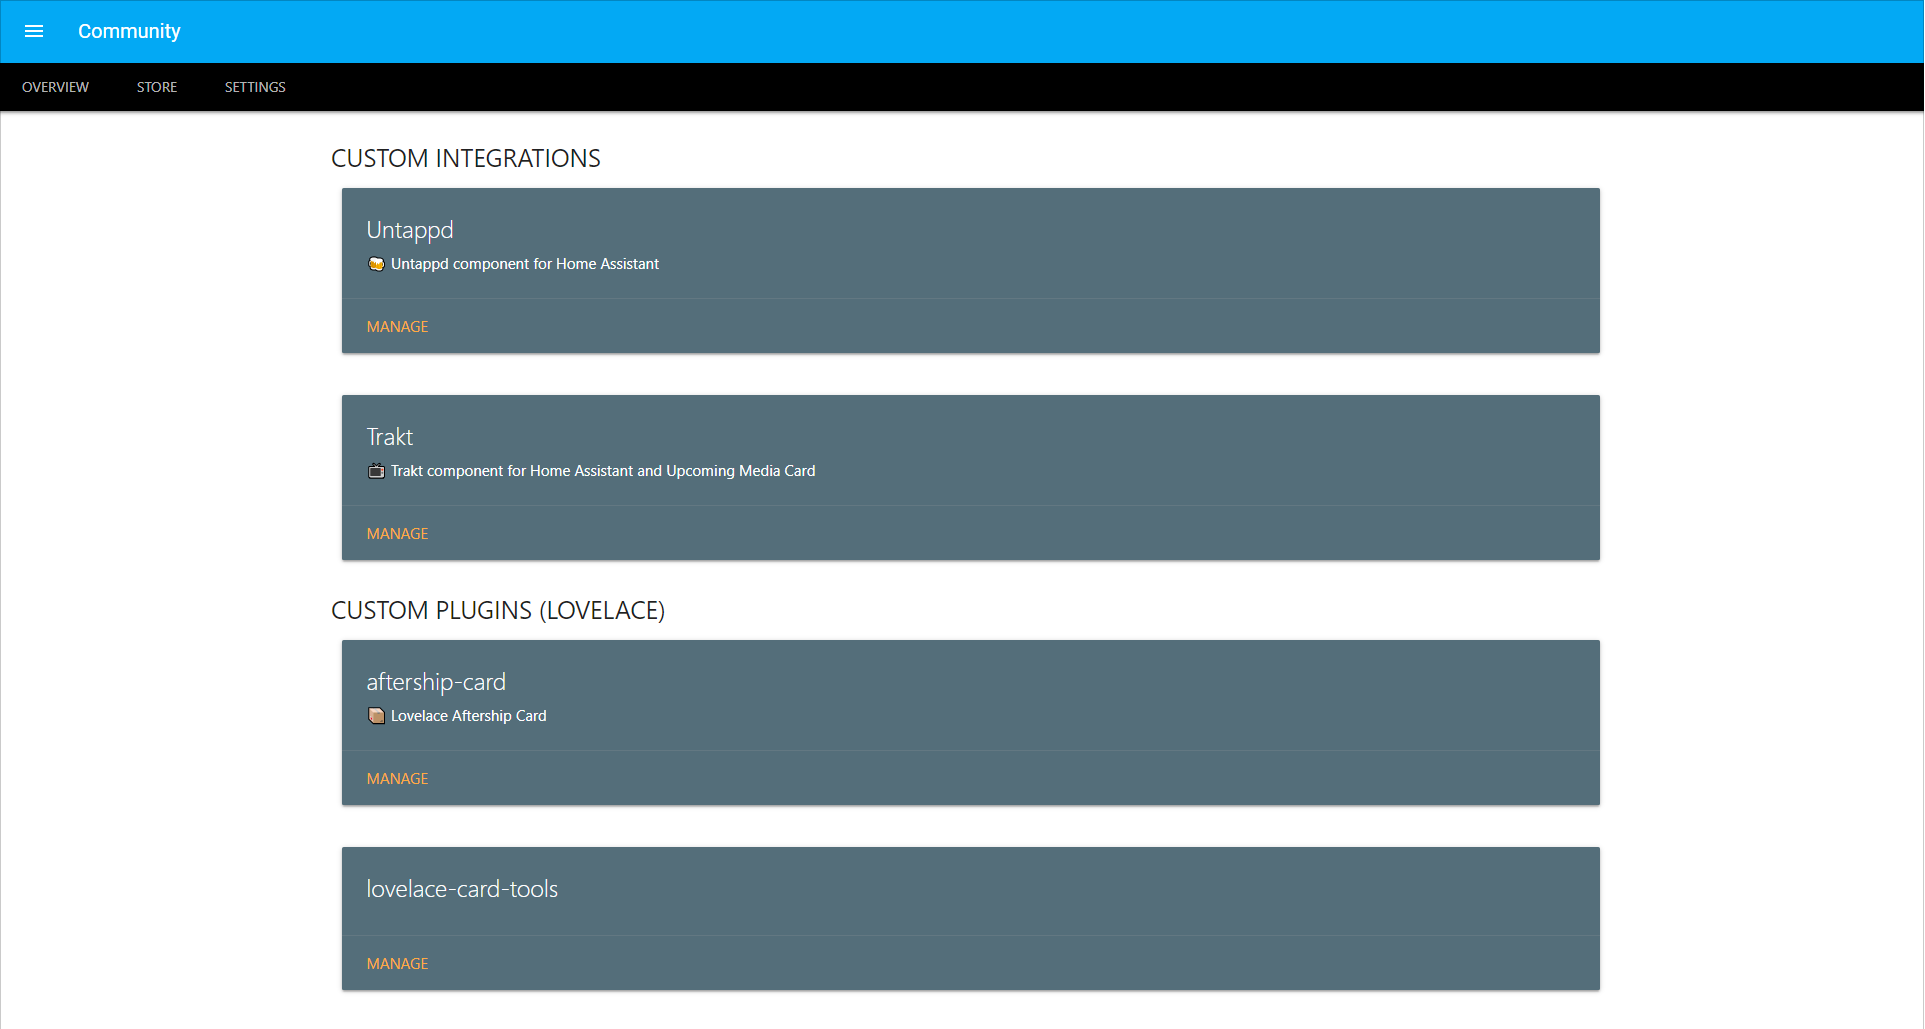 Community
OVERVIEW STORE SETTINGS
CUSTOM INTEGRATIONS
Untappd
Untappd component for Home Assistant
MANAGE
Trakt
Trakt component for Home Assistant and Upcoming Media Card
MANAGE
CUSTOM PLUGINS (LOVELACE)
aftership-card
Lovelace Aftership Card
MANAGE
lovelace-card-tools
MANAGE